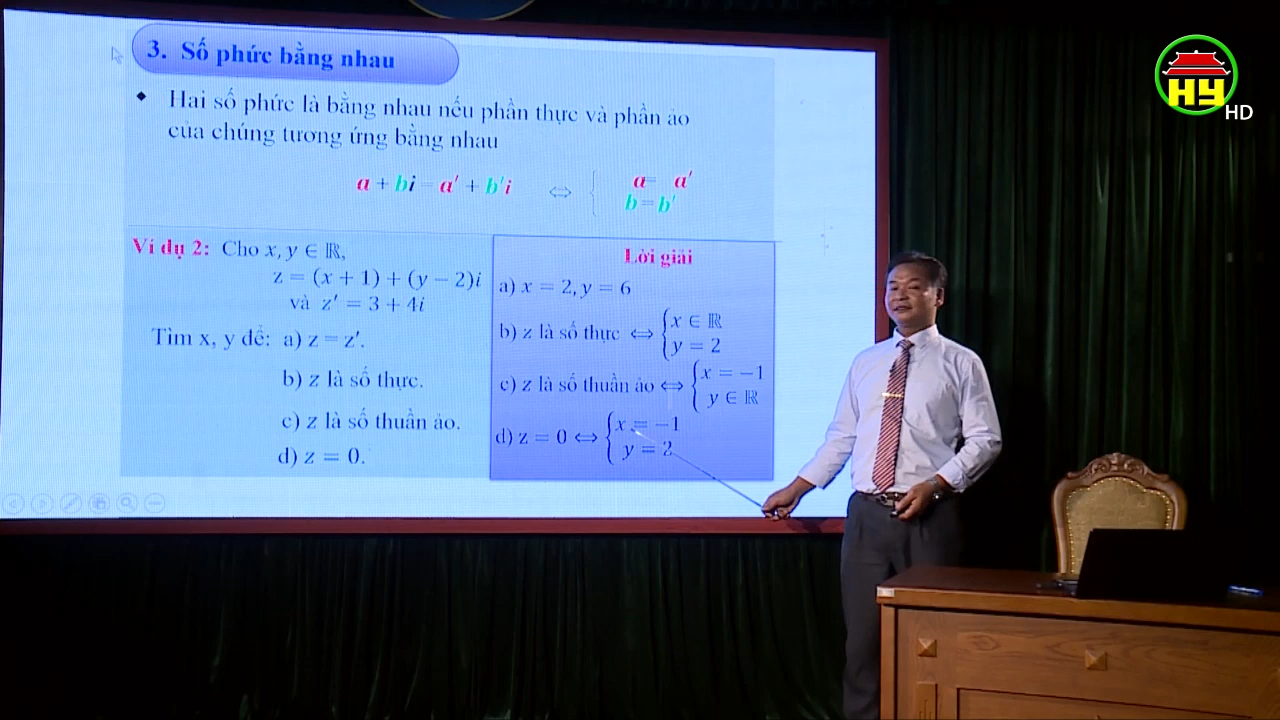 3. Số phức bằng nhau
Hai số phức là bằng nhau nếu phần thực và phần ảo
của chúng tương ứng bằng nhau
a + bi = a' + b'i ⇔ { a = a'
b = b'
Ví dụ 2: Cho x, y ∈ ℝ,
z = (x + 1) + (y − 2)i
và z' = 3 + 4i
Tìm x, y để: a) z = z'.
b) z là số thực.
c) z là số thuần ảo.
d) z = 0.
Lời giải
a) x = 2, y = 6
b) z là số thực ⇔ { x ∈ ℝ
y = 2
c) z là số thuần ảo ⇔ { x = −1
y ∈ ℝ
d) z = 0 ⇔ { x = −1
y = 2
HY
HD